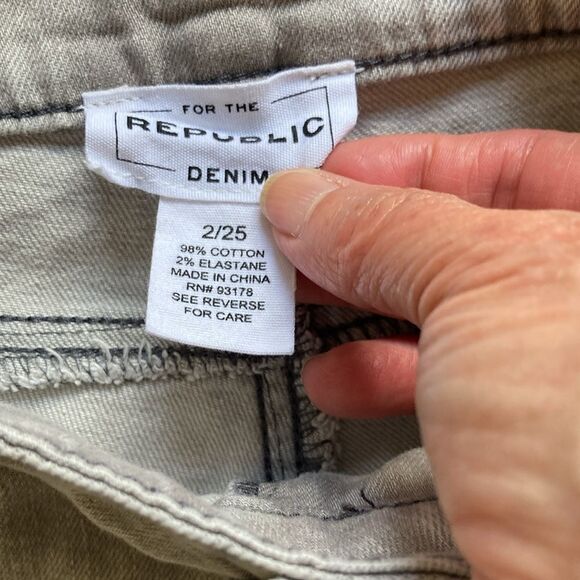 FOR THE
REPUBLIC
DENIM
2/25
98% COTTON
2% ELASTANE
MADE IN CHINA
RN# 93178
SEE REVERSE
FOR CARE